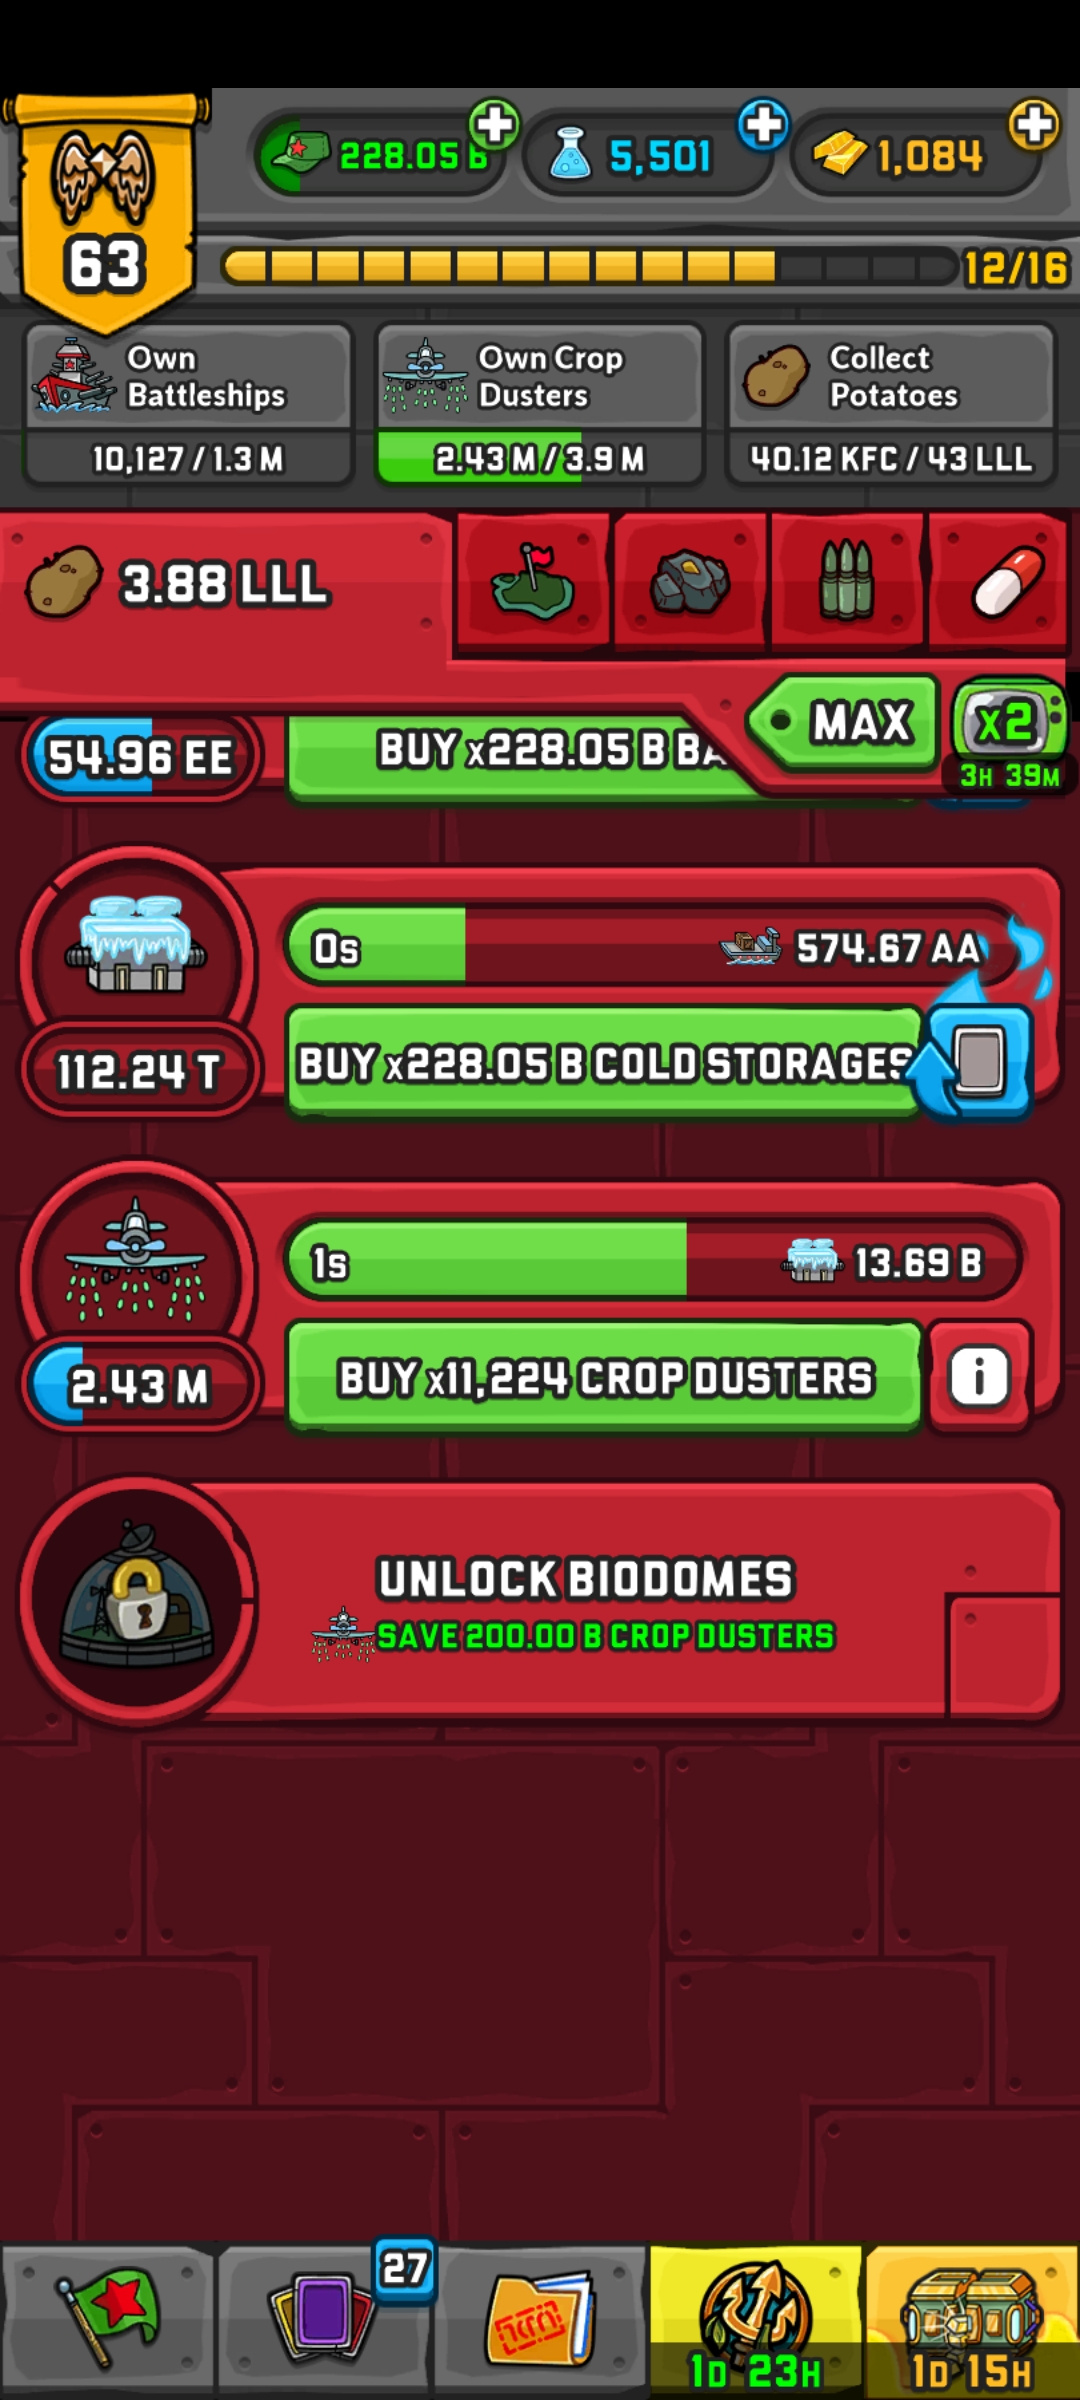 228.05 B
5,501
1,084
63
12/16
Own
Battleships
10,127 / 1.3 M
Own Crop
Dusters
2.43 M / 3.9 M
Collect
Potatoes
40.12 KFC / 43 LLL
3.88 LLL
MAX
x2
3H 39M
54.96 EE
BUY x228.05 B BA
0s
574.67 AA
112.24 T
BUY x228.05 B COLD STORAGES
1s
13.69 B
2.43 M
BUY x11,224 CROP DUSTERS
i
UNLOCK BIODOMES
SAVE 200.00 B CROP DUSTERS
27
1D 23H
1D 15H